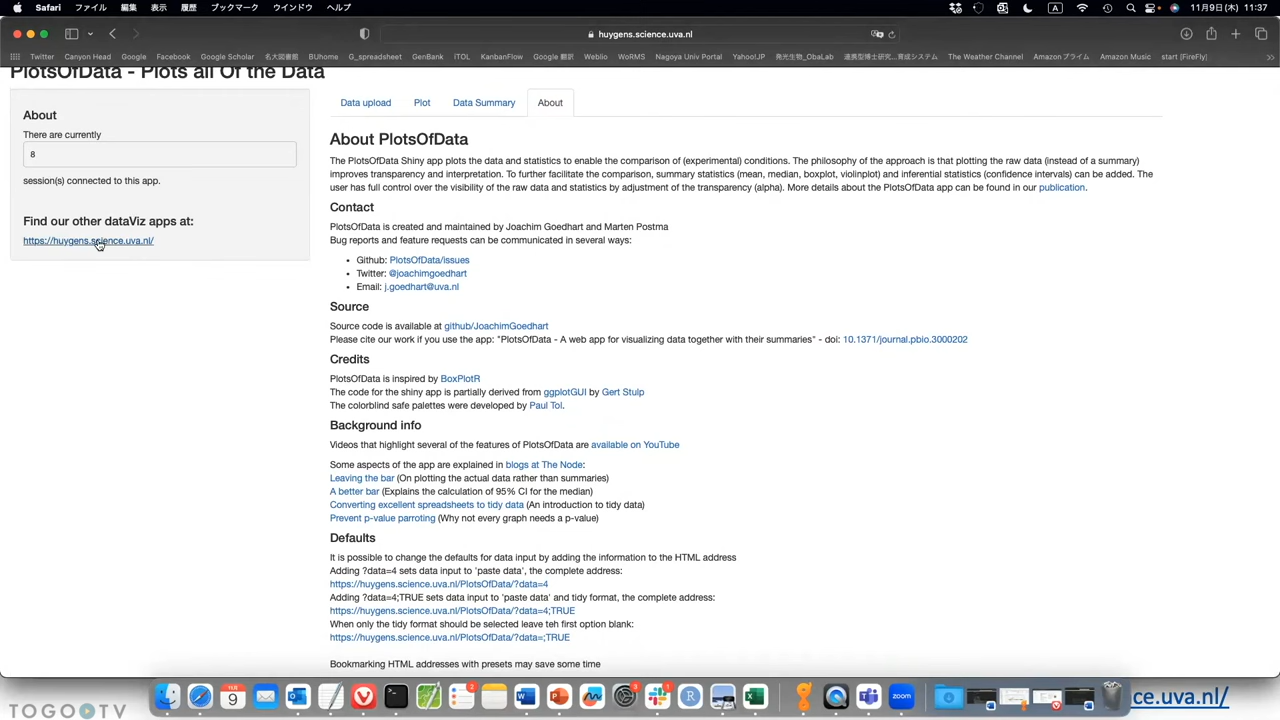 Safari ファイル 編集 表示 履歴 ブックマーク ウインドウ ヘルプ
A 11月9日(木) 11:37
huygens.science.uva.nl
Twitter Canyon Head Google Facebook Google Scholar 名大図書館 BUhome G_spreadsheet GenBank iTOL KanbanFlow Google 翻訳 Weblio WoRMS Nagoya Univ Portal Yahoo!JP 発光生物_ObaLab 連携型博士研究…育成システム The Weather Channel Amazonプライム Amazon Music start [FireFly]
PlotsOfData - Plots all Of the Data
About
There are currently
8
session(s) connected to this app.
Find our other dataViz apps at:
https://huygens.science.uva.nl/
Data upload Plot Data Summary About
About PlotsOfData
The PlotsOfData Shiny app plots the data and statistics to enable the comparison of (experimental) conditions. The philosophy of the approach is that plotting the raw data (instead of a summary)
improves transparency and interpretation. To further facilitate the comparison, summary statistics (mean, median, boxplot, violinplot) and inferential statistics (confidence intervals) can be added. The
user has full control over the visibility of the raw data and statistics by adjustment of the transparency (alpha). More details about the PlotsOfData app can be found in our publication.
Contact
PlotsOfData is created and maintained by Joachim Goedhart and Marten Postma
Bug reports and feature requests can be communicated in several ways:
• Github: PlotsOfData/issues
• Twitter: @joachimgoedhart
• Email: j.goedhart@uva.nl
Source
Source code is available at github/JoachimGoedhart
Please cite our work if you use the app: "PlotsOfData - A web app for visualizing data together with their summaries" - doi: 10.1371/journal.pbio.3000202
Credits
PlotsOfData is inspired by BoxPlotR
The code for the shiny app is partially derived from ggplotGUI by Gert Stulp
The colorblind safe palettes were developed by Paul Tol.
Background info
Videos that highlight several of the features of PlotsOfData are available on YouTube
Some aspects of the app are explained in blogs at The Node:
Leaving the bar (On plotting the actual data rather than summaries)
A better bar (Explains the calculation of 95% CI for the median)
Converting excellent spreadsheets to tidy data (An introduction to tidy data)
Prevent p-value parroting (Why not every graph needs a p-value)
Defaults
It is possible to change the defaults for data input by adding the information to the HTML address
Adding ?data=4 sets data input to 'paste data', the complete address:
https://huygens.science.uva.nl/PlotsOfData/?data=4
Adding ?data=4;TRUE sets data input to 'paste data' and tidy format, the complete address:
https://huygens.science.uva.nl/PlotsOfData/?data=4;TRUE
When only the tidy format should be selected leave teh first option blank:
https://huygens.science.uva.nl/PlotsOfData/?data=;TRUE
Bookmarking HTML addresses with presets may save some time
9
zoom
ce.uva.nl/
TOGO TV